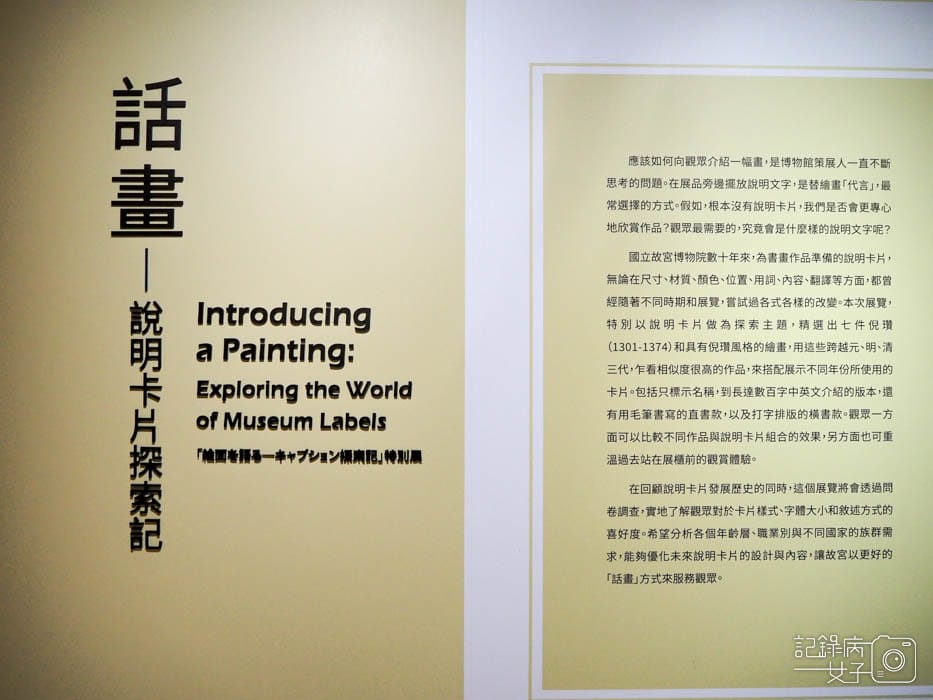 話畫
—說明卡片探索記
Introducing
a Painting:
Exploring the World
of Museum Labels
「絵画を語る—キャプション探索記」特別展
應該如何向觀眾介紹一幅畫，是博物館策展人一直不斷
思考的問題。在展品旁邊擺放說明文字，是替繪畫「代言」，最
常選擇的方式。假如，根本沒有說明卡片，我們是否會更專心
地欣賞作品？觀眾最需要的，究竟會是什麼樣的說明文字呢？
國立故宮博物院數十年來，為書畫作品準備的說明卡片，
無論在尺寸、材質、顏色、位置、用詞、內容、翻譯等方面，都曾
經隨著不同時期和展覽，嘗試過各式各樣的改變。本次展覽，
特別以說明卡片做為探索主題，精選出七件倪瓚
（1301-1374）和具有倪瓚風格的繪畫，用這些跨越元、明、清
三代，乍看相似度很高的作品，來搭配展示不同年份所使用的
卡片。包括只標示名稱，到長達數百字中英文介紹的版本，還
有用毛筆書寫的直書款，以及打字排版的橫書款。觀眾一方
面可以比較不同作品與說明卡片組合的效果，另方面也可重
溫過去站在展櫃前的觀賞體驗。
在回顧說明卡片發展歷史的同時，這個展覽將會透過問
卷調查，實地了解觀眾對於卡片樣式、字體大小和敘述方式的
喜好度。希望分析各個年齡層、職業別與不同國家的族群需
求，能夠優化未來說明卡片的設計與內容，讓故宮以更好的
「話畫」方式來服務觀眾。
記錄病
女子